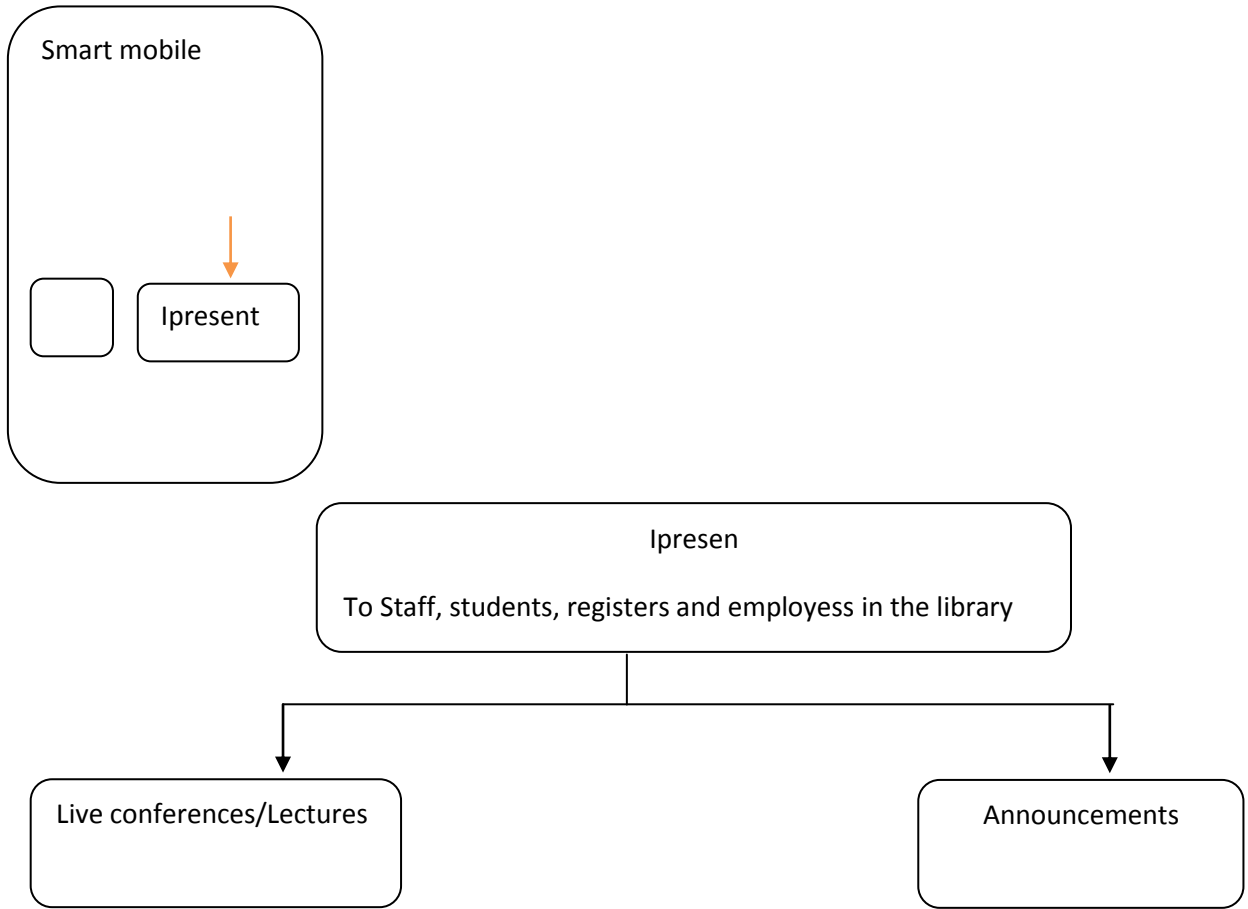 Smart mobile
Ipresent
Ipresen
To Staff, students, registers and employess in the library
Live conferences/Lectures
Announcements